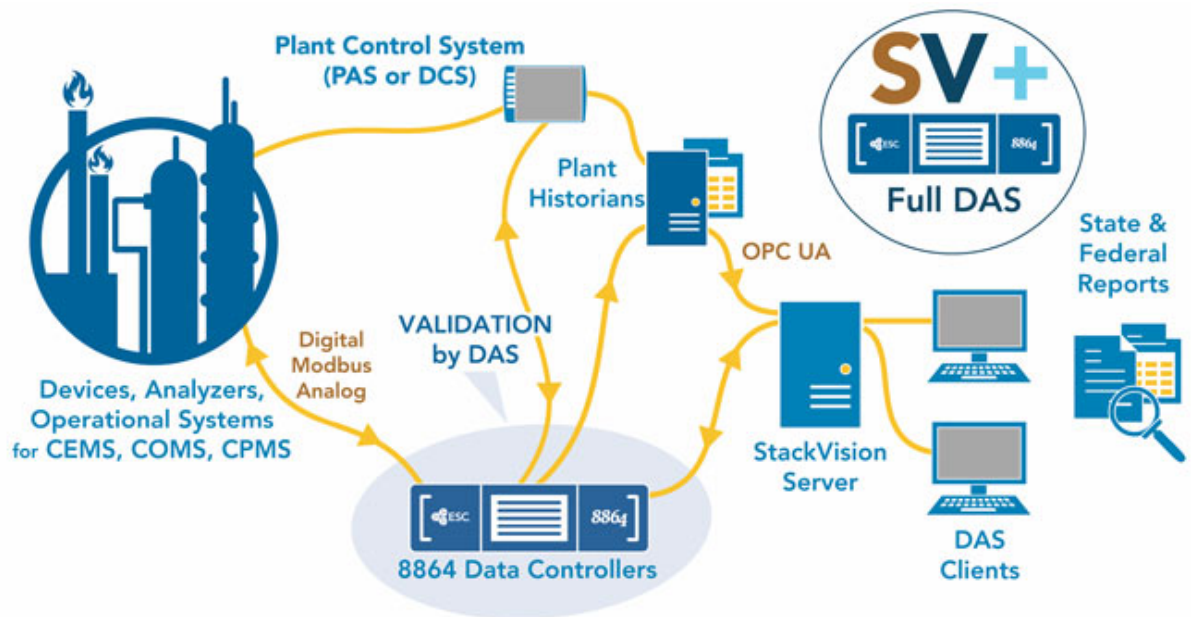 Plant Control System
(PAS or DCS)
SV+
ESC
8864
Full DAS
Plant
Historians
OPC UA
State &
Federal
Reports
VALIDATION
by DAS
Digital
Modbus
Analog
Devices, Analyzers,
Operational Systems
for CEMS, COMS, CPMS
StackVision
Server
ESC
8864
8864 Data Controllers
DAS
Clients